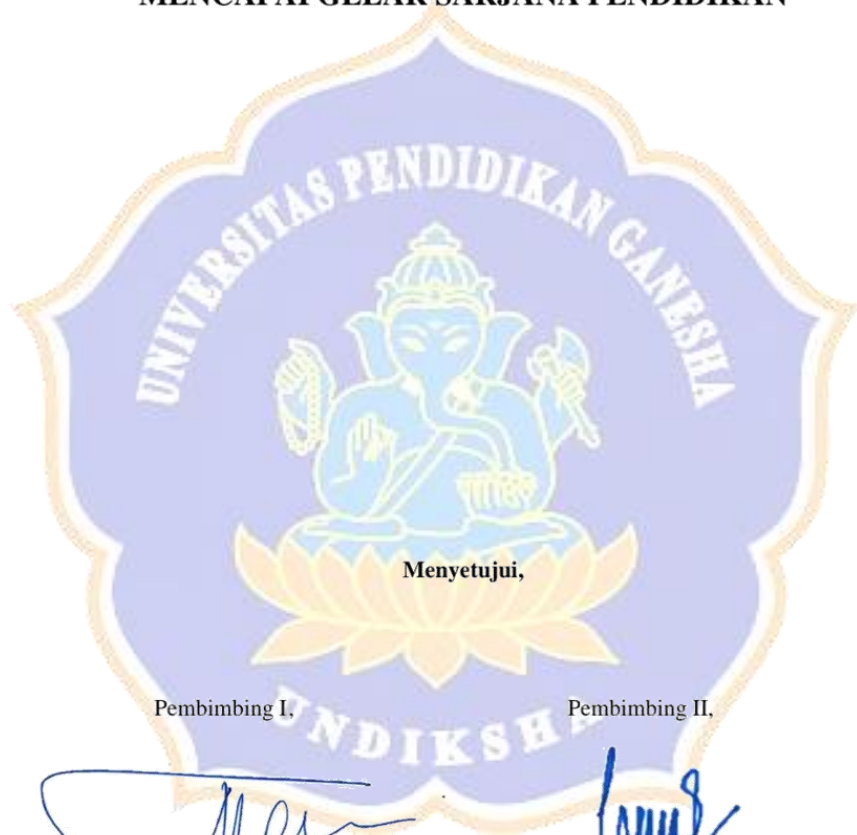 MENCAPAI GELAR SARJANA PENDIDIKAN
UNIVERSITAS PENDIDIKAN GANESHA
Menyetujui,
Pembimbing I, Pembimbing II,
UNDIKSHA